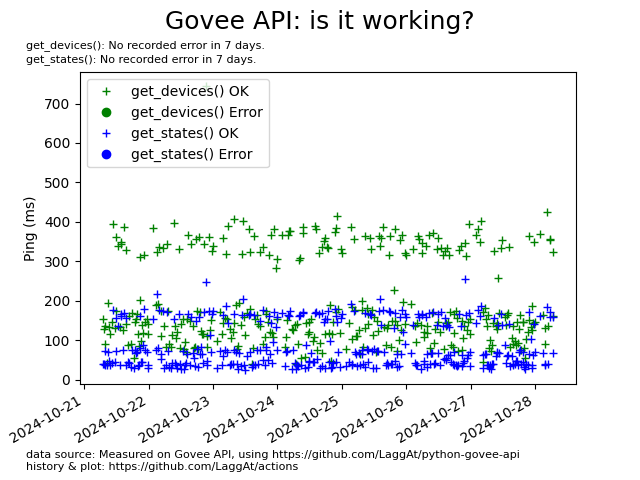 Govee API: is it working?
get_devices(): No recorded error in 7 days.
get_states(): No recorded error in 7 days.
get_devices() OK
get_devices() Error
get_states() OK
get_states() Error
Ping (ms)
700
600
500
400
300
200
100
0
2024-10-21
2024-10-22
2024-10-23
2024-10-24
2024-10-25
2024-10-26
2024-10-27
2024-10-28
data source: Measured on Govee API, using https://github.com/LaggAt/python-govee-api
history & plot: https://github.com/LaggAt/actions